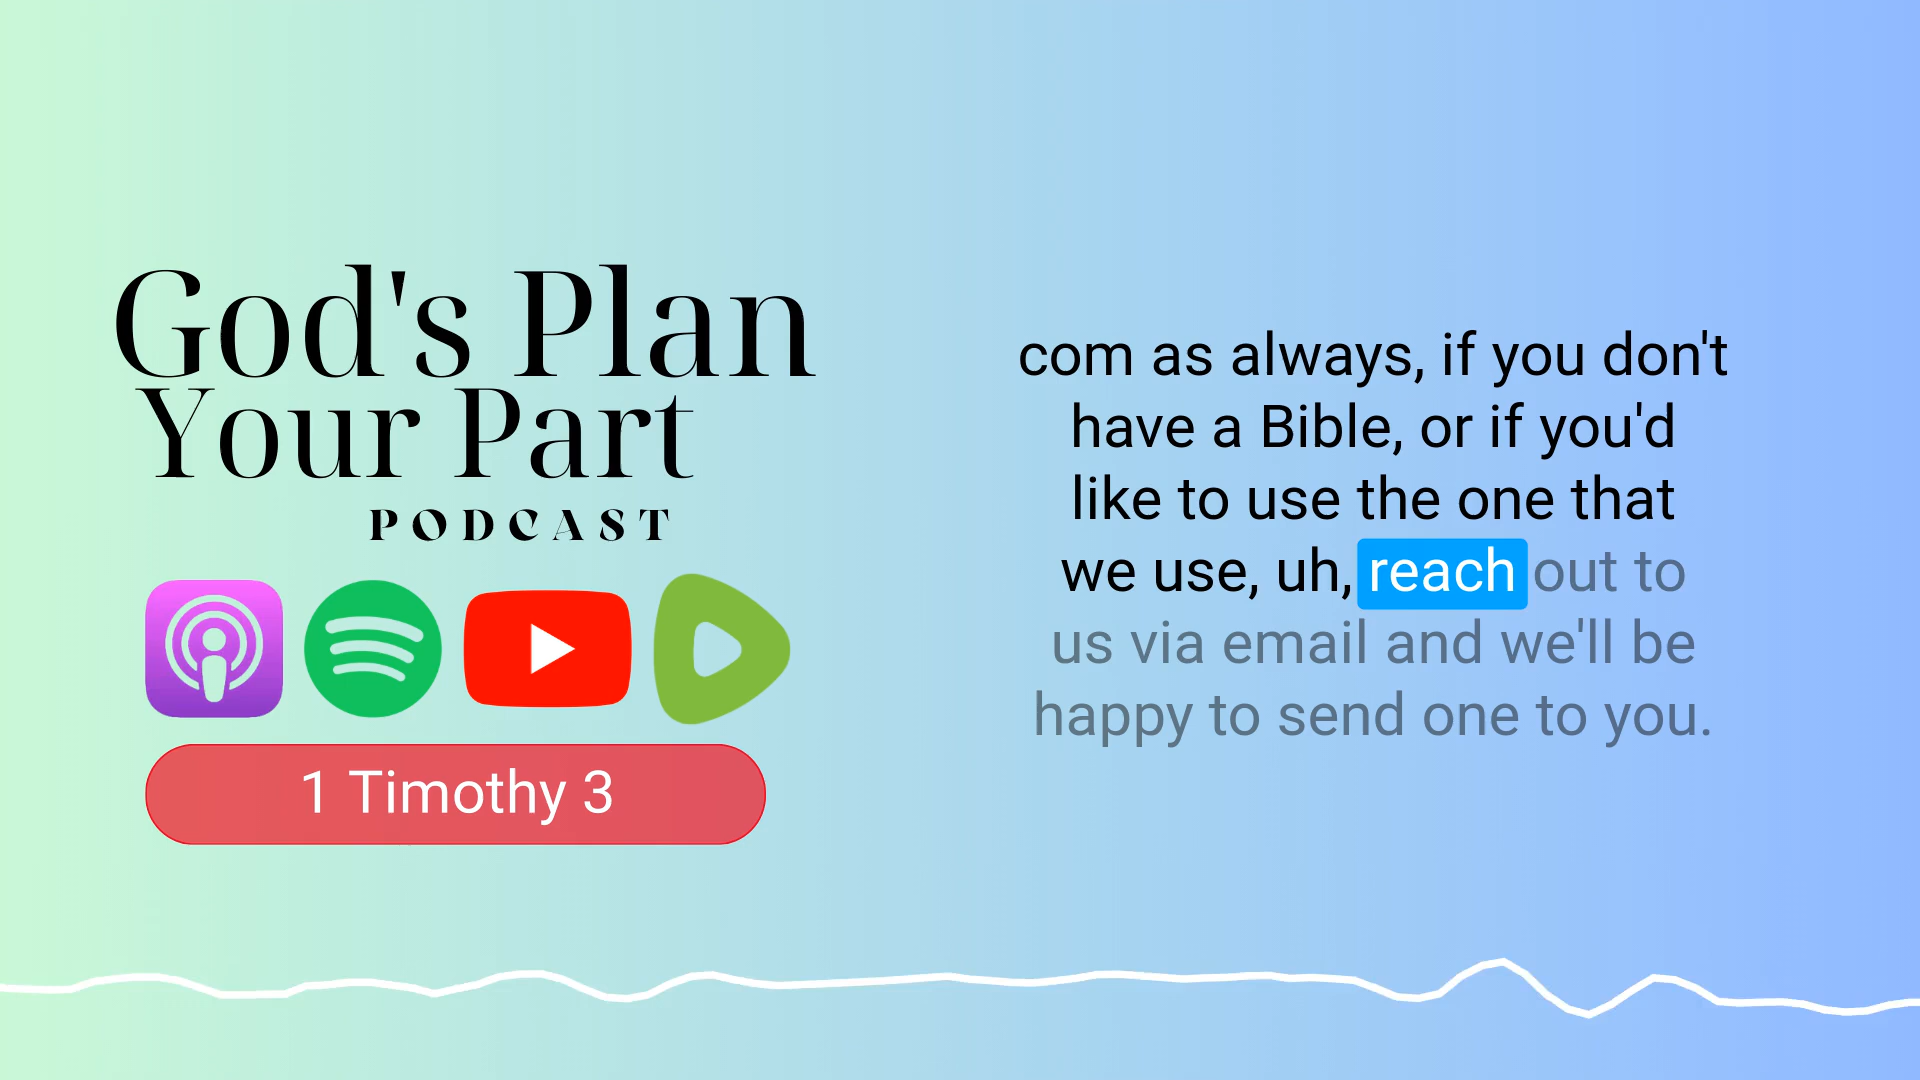 God's Plan
Your Part
PODCAST
1 Timothy 3
com as always, if you don't
have a Bible, or if you'd
like to use the one that
we use, uh, reach out to
us via email and we'll be
happy to send one to you.